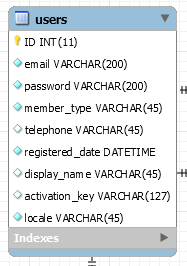 users
ID INT(11)
email VARCHAR(200)
password VARCHAR(200)
member_type VARCHAR(45)
telephone VARCHAR(45)
registered_date DATETIME
display_name VARCHAR(45)
activation_key VARCHAR(127)
locale VARCHAR(45)
Indexes